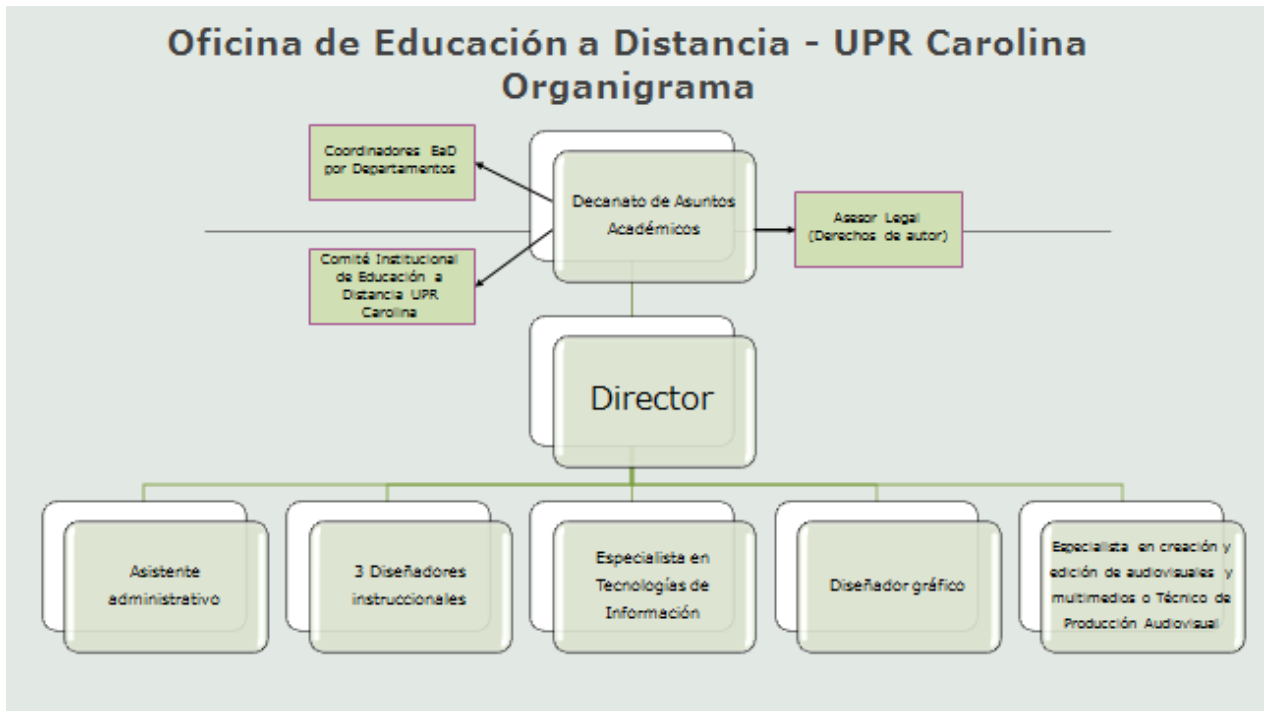 Oficina de Educación a Distancia - UPR Carolina
Organigrama
Coordinadores EaD
por Departamentos
Decanato de Asuntos
Académicos
Asesor Legal
(Derechos de autor)
Comité Institucional
de Educación a
Distancia UPR
Carolina
Director
Asistente
administrativo
3 Diseñadores
instruccionales
Especialista en
Tecnologías de
Información
Diseñador gráfico
Especialista en creación y
edición de audiovisuales y
multimedios o Técnico de
Producción Audiovisual